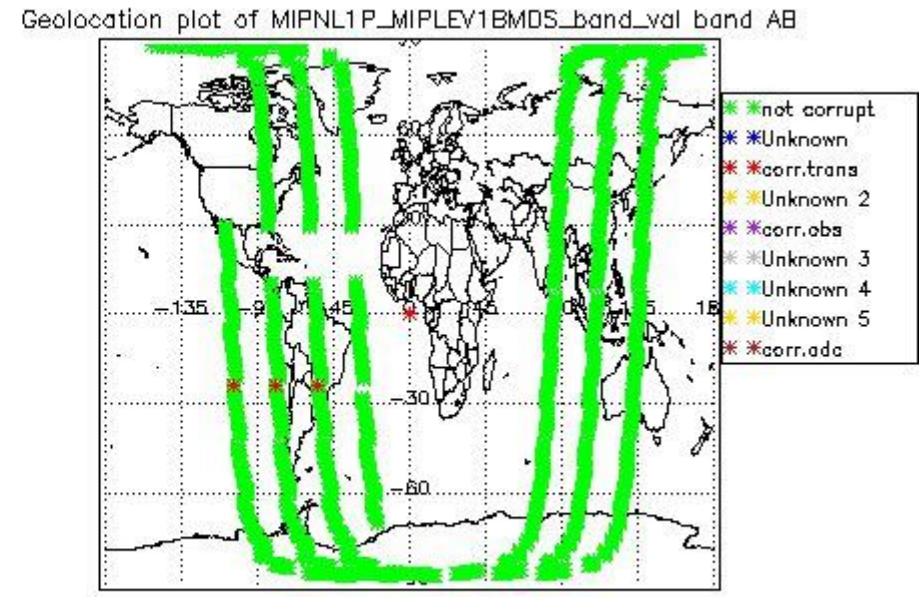 Geolocation plot of MIPNL1P_MIPLEV1BMDS_band_val band AB
not corrupt
Unknown
corr.trans
Unknown 2
corr.obs
Unknown 3
Unknown 4
Unknown 5
corr.adc
60
-135
-30
-60